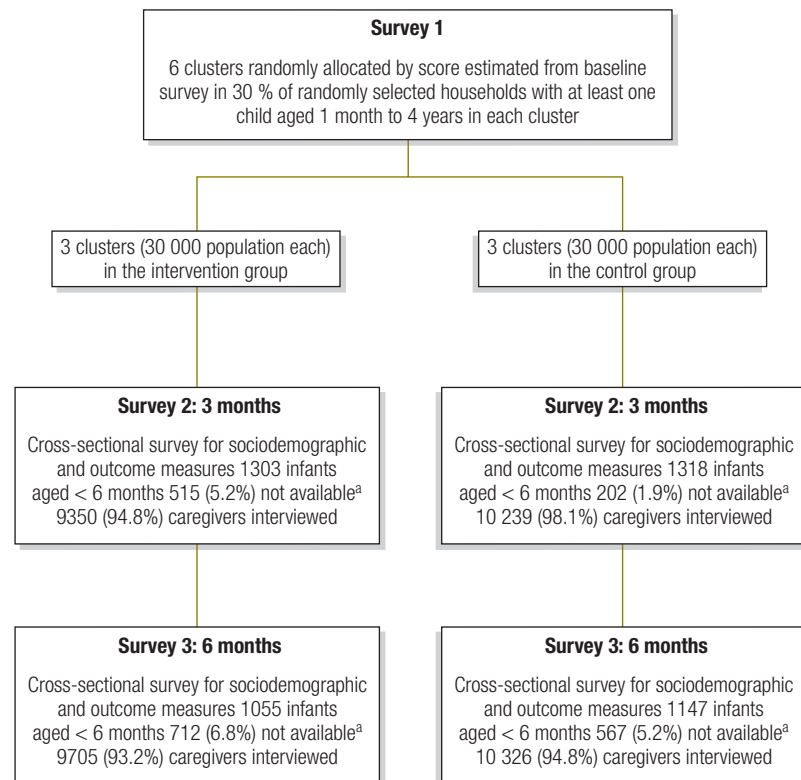 Survey 1
6 clusters randomly allocated by score estimated from baseline
survey in 30 % of randomly selected households with at least one
child aged 1 month to 4 years in each cluster
3 clusters (30 000 population each)
in the intervention group
3 clusters (30 000 population each)
in the control group
Survey 2: 3 months
Cross-sectional survey for sociodemographic
and outcome measures 1303 infants
aged < 6 months 515 (5.2%) not availableᵃ
9350 (94.8%) caregivers interviewed
Survey 2: 3 months
Cross-sectional survey for sociodemographic
and outcome measures 1318 infants
aged < 6 months 202 (1.9%) not availableᵃ
10 239 (98.1%) caregivers interviewed
Survey 3: 6 months
Cross-sectional survey for sociodemographic
and outcome measures 1055 infants
aged < 6 months 712 (6.8%) not availableᵃ
9705 (93.2%) caregivers interviewed
Survey 3: 6 months
Cross-sectional survey for sociodemographic
and outcome measures 1147 infants
aged < 6 months 567 (5.2%) not availableᵃ
10 326 (94.8%) caregivers interviewed